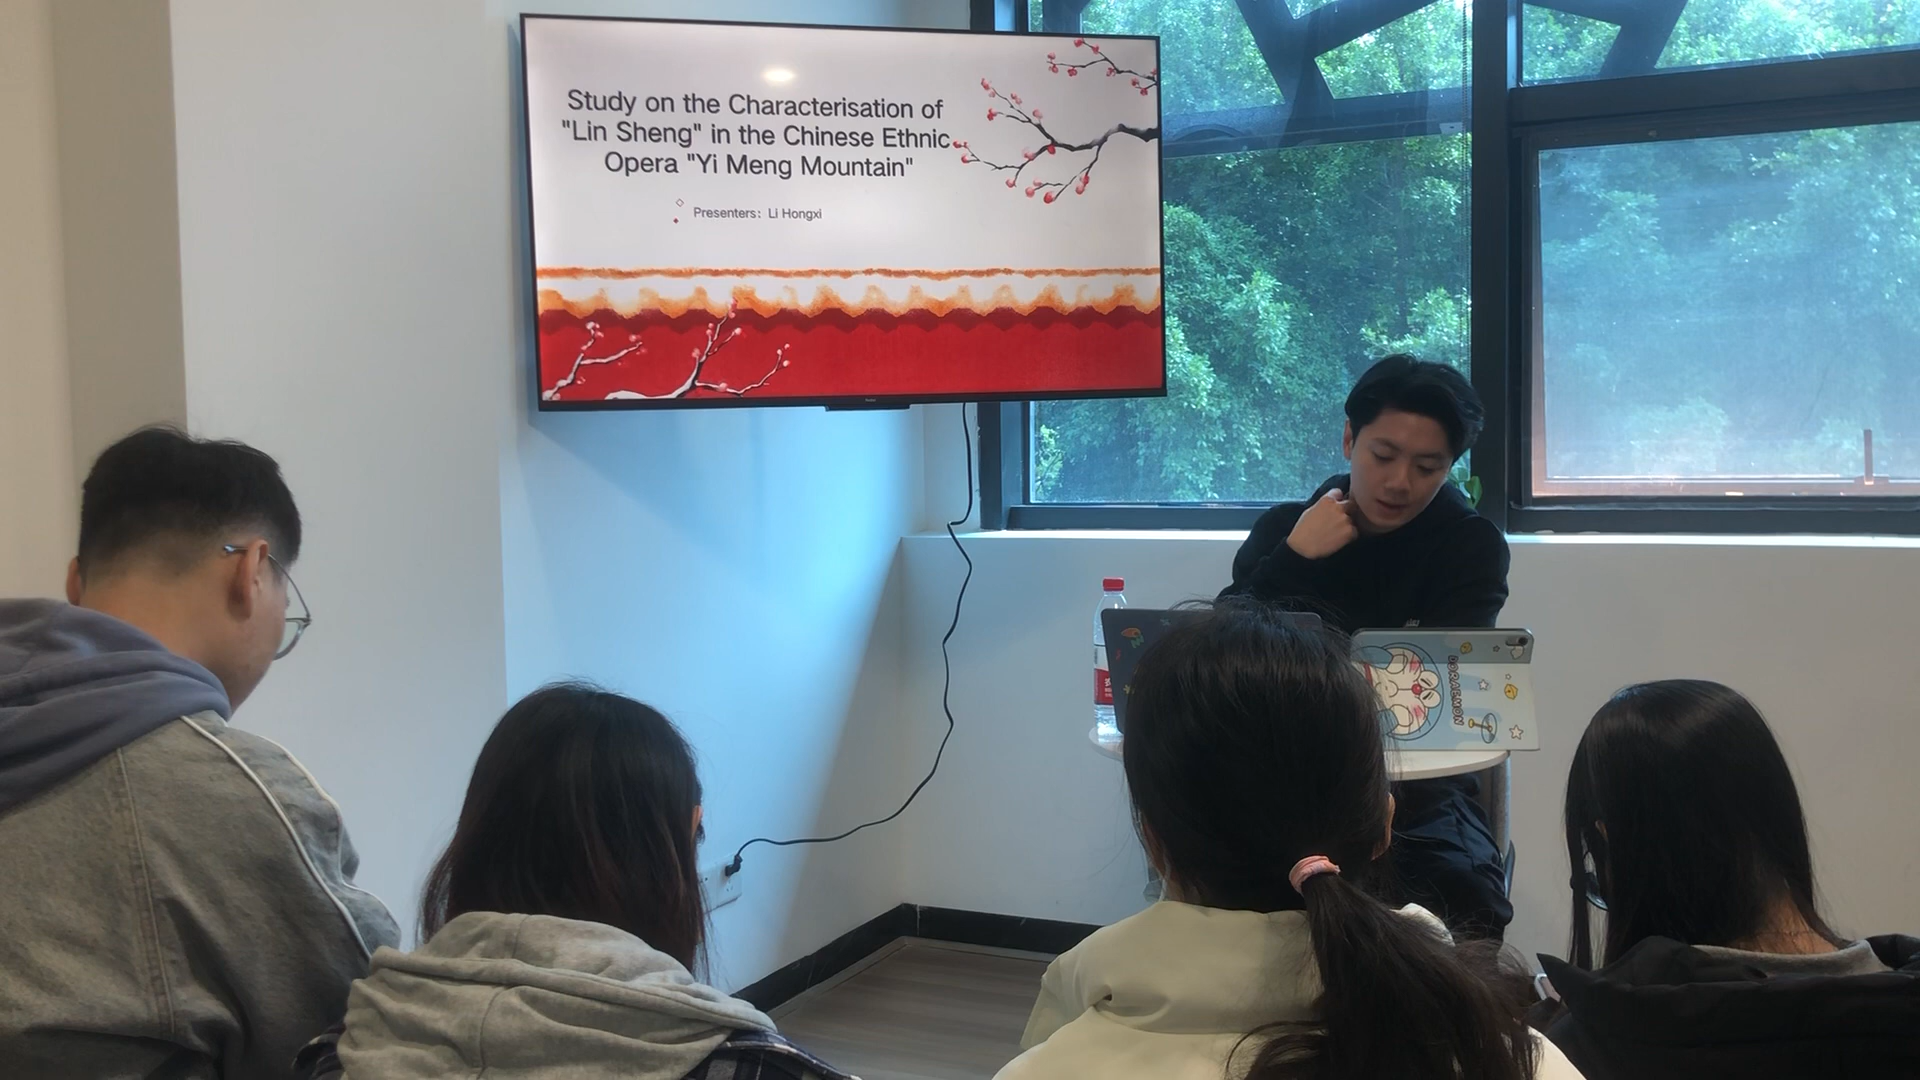 Study on the Characterisation of
"Lin Sheng" in the Chinese Ethnic
Opera "Yi Meng Mountain"
Presenters: Li Hongxi
DORAEMON